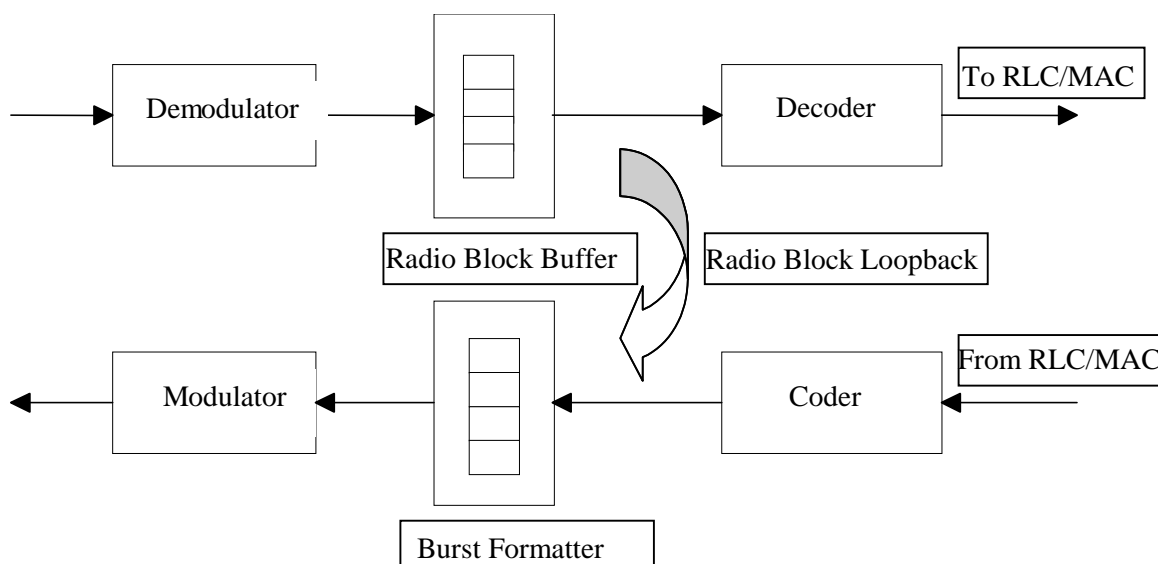 To RLC/MAC
Demodulator
Decoder
Radio Block Buffer
Radio Block Loopback
From RLC/MAC
Modulator
Coder
Burst Formatter